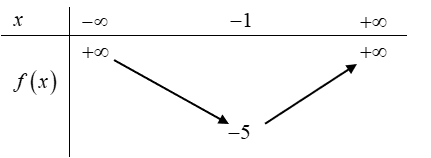 x −∞ −1 +∞
+∞ +∞
f(x)
−5